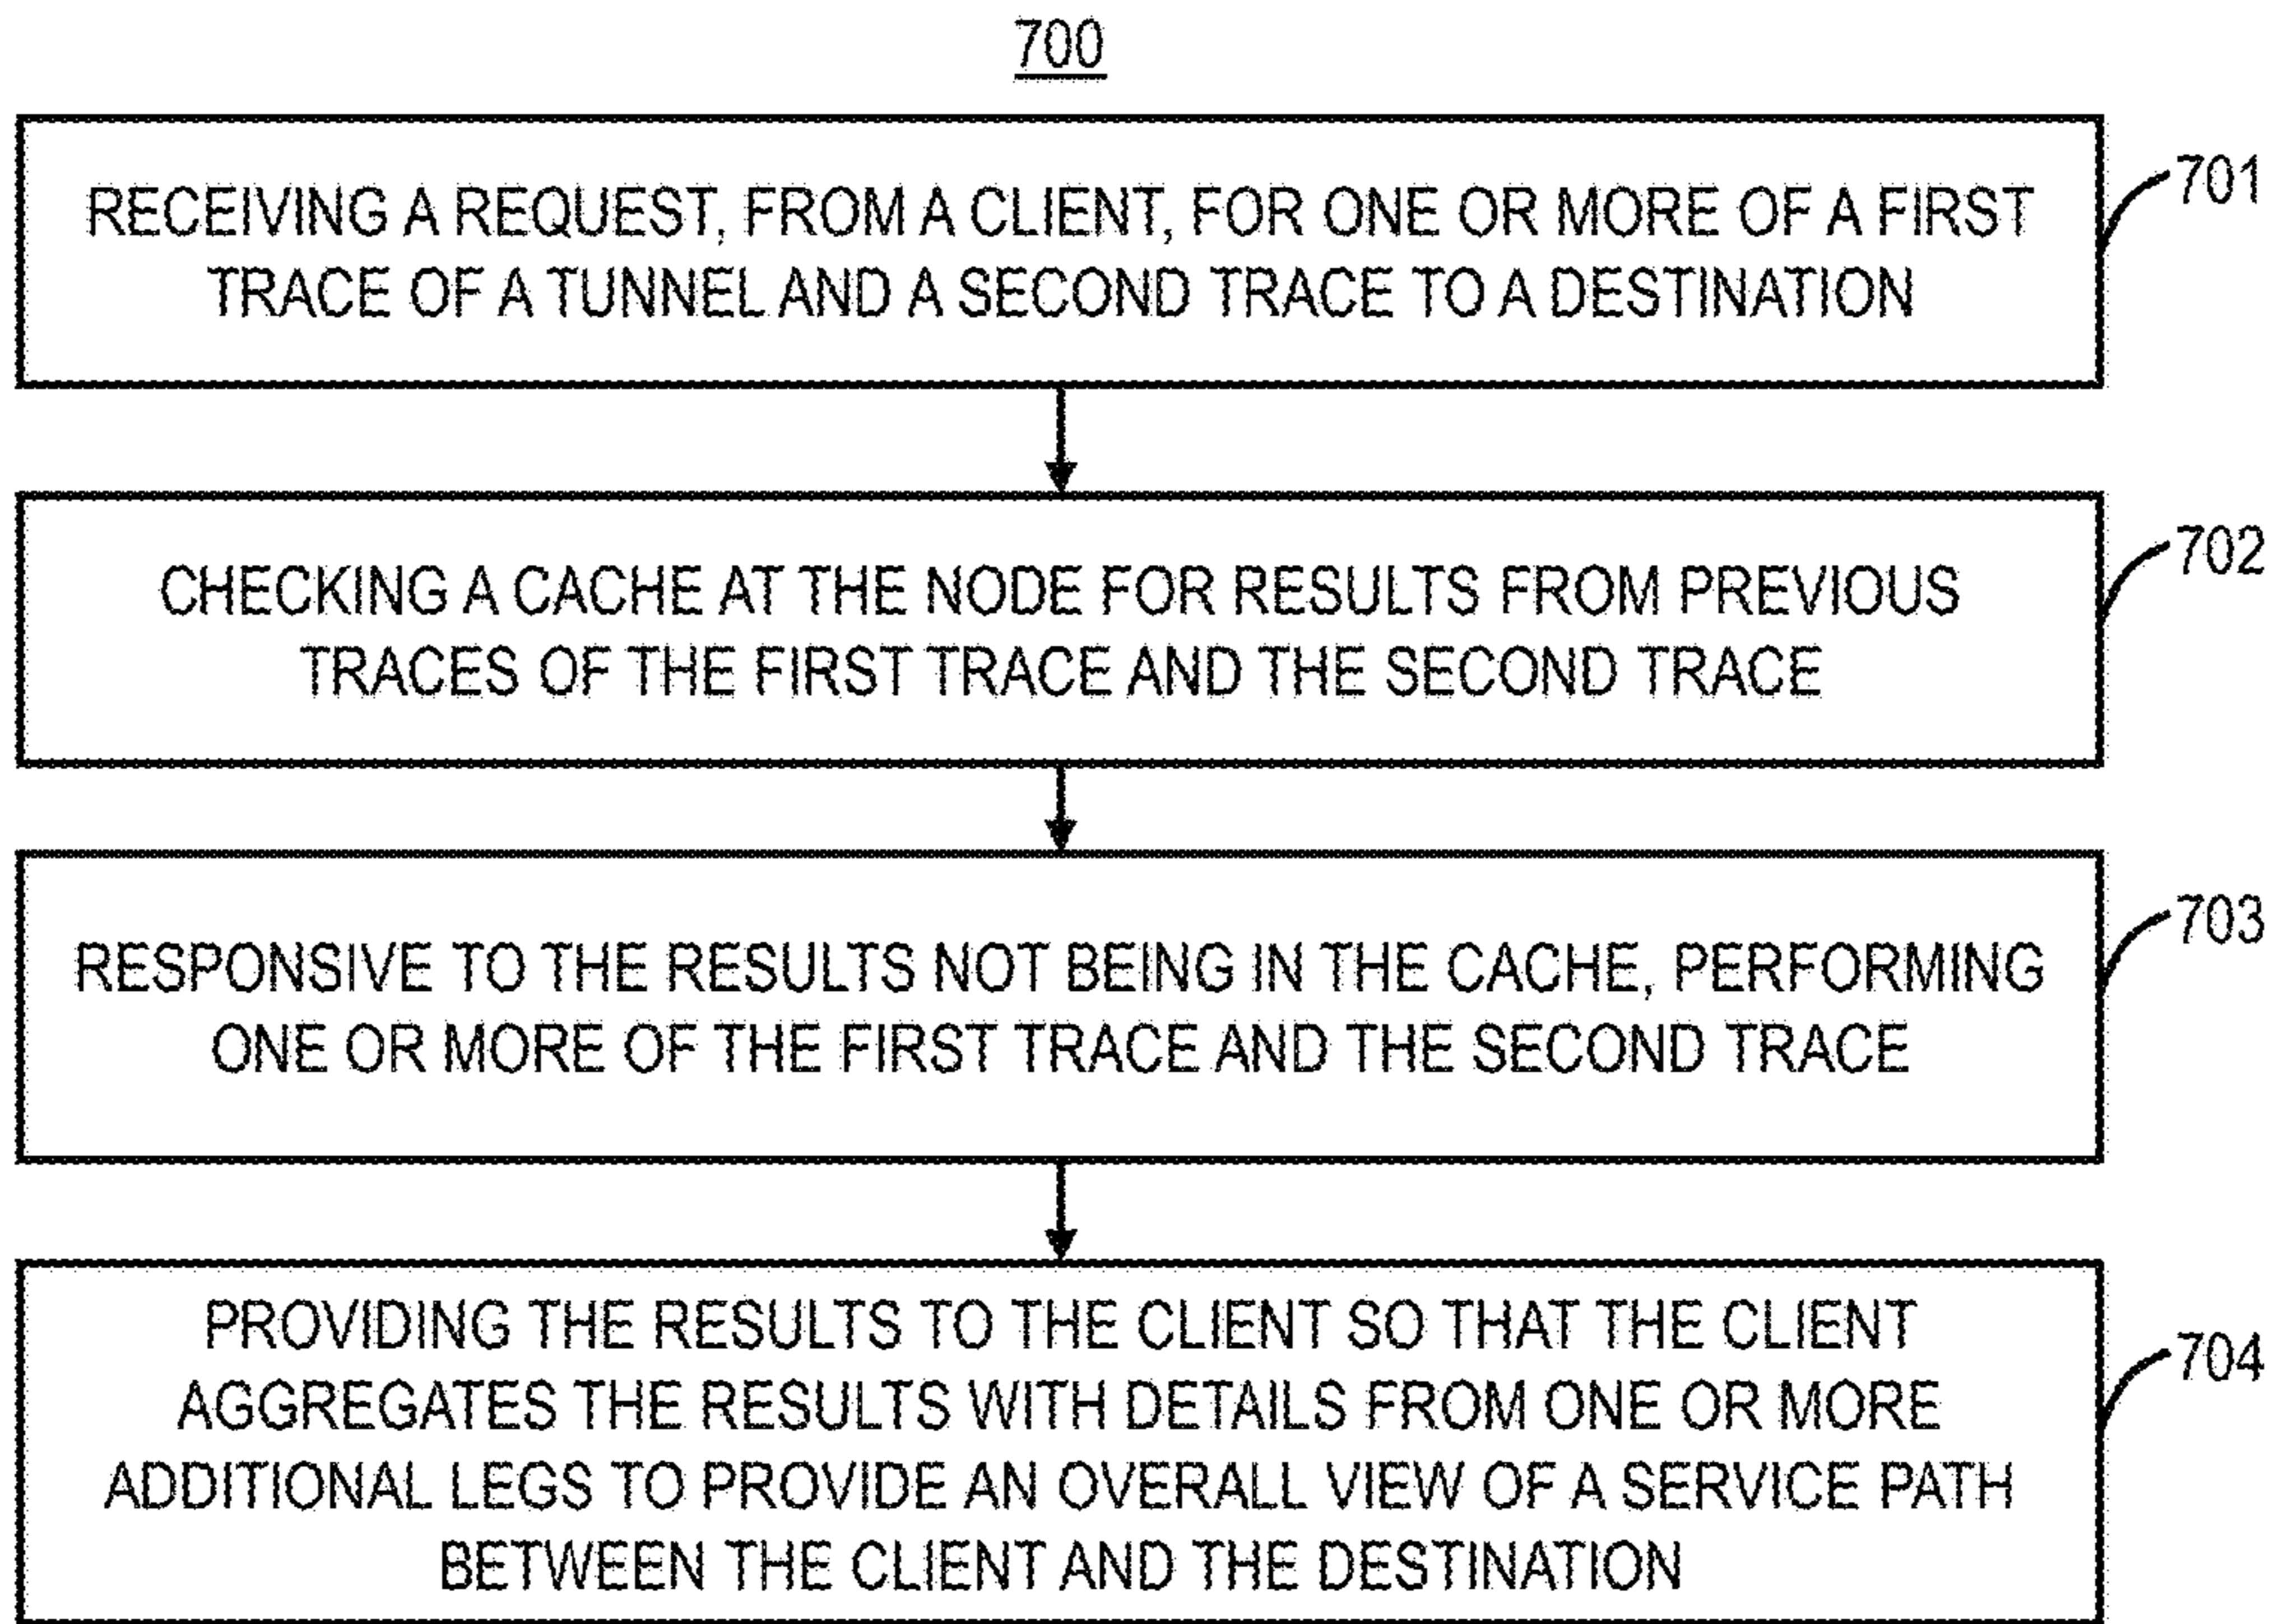 700
RECEIVING A REQUEST, FROM A CLIENT, FOR ONE OR MORE OF A FIRST
TRACE OF A TUNNEL AND A SECOND TRACE TO A DESTINATION
701
CHECKING A CACHE AT THE NODE FOR RESULTS FROM PREVIOUS
TRACES OF THE FIRST TRACE AND THE SECOND TRACE
702
RESPONSIVE TO THE RESULTS NOT BEING IN THE CACHE, PERFORMING
ONE OR MORE OF THE FIRST TRACE AND THE SECOND TRACE
703
PROVIDING THE RESULTS TO THE CLIENT SO THAT THE CLIENT
AGGREGATES THE RESULTS WITH DETAILS FROM ONE OR MORE
ADDITIONAL LEGS TO PROVIDE AN OVERALL VIEW OF A SERVICE PATH
BETWEEN THE CLIENT AND THE DESTINATION
704